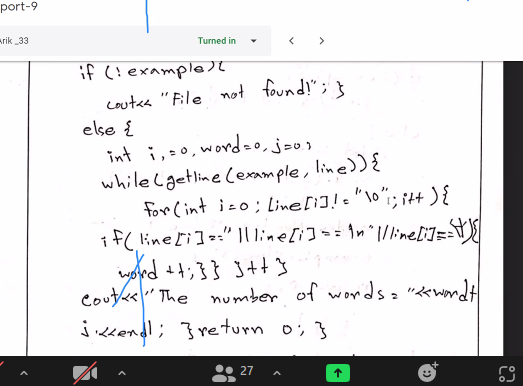 port-9
Arik_33 Turned in
if (!example){
cout<< "File not found!"; }
else {
int i,=0, word=0, j=0;
while(getline(example, line)){
for(int i=0; line[i]!="\0"; i++){
if(line[i]==" "||line[i]=='\n'||line[i]==
word++;}} j++ }
cout<<"The number of words="<<word+
j<<endl; }return 0; }
27